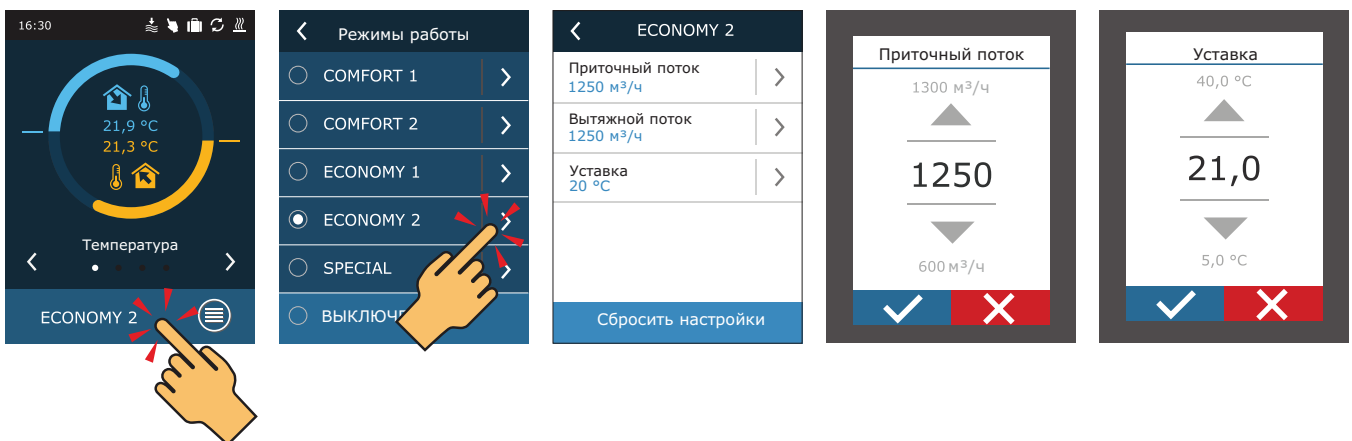 16:30
21,9 °C
21,3 °C
Температура
ECONOMY 2
Режимы работы
COMFORT 1
COMFORT 2
ECONOMY 1
ECONOMY 2
SPECIAL
ECONOMY 2
Приточный поток
1250 м³/ч
Вытяжной поток
1250 м³/ч
Уставка
20 °C
Сбросить настройки
Приточный поток
1300 м³/ч
1250
600 м³/ч
Уставка
40,0 °C
21,0
5,0 °C